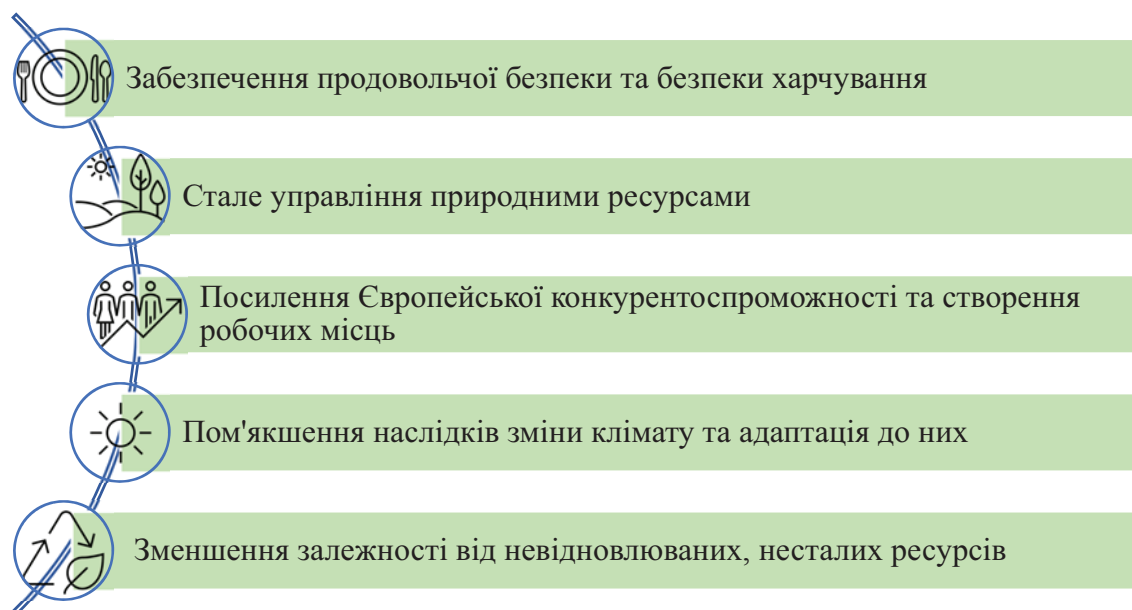 Забезпечення продовольчої безпеки та безпеки харчування
Стале управління природними ресурсами
Посилення Європейської конкурентоспроможності та створення
робочих місць
Пом'якшення наслідків зміни клімату та адаптація до них
Зменшення залежності від невідновлюваних, несталих ресурсів